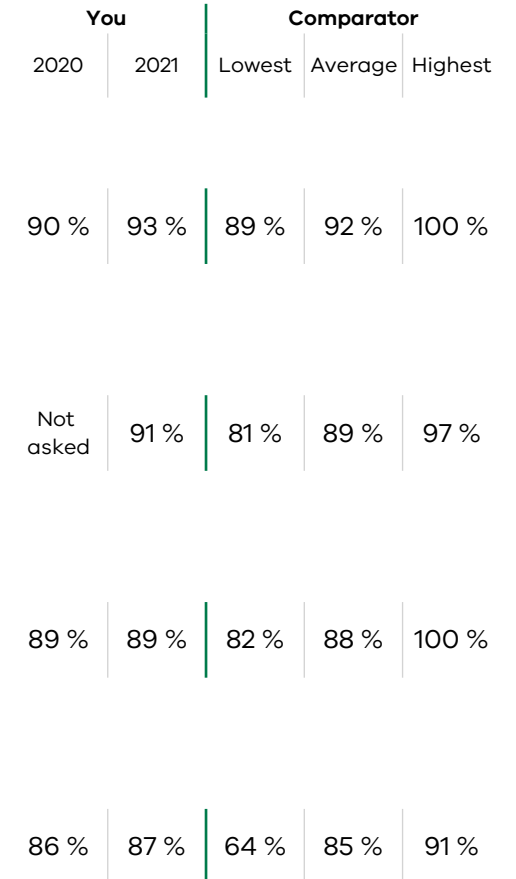 You Comparator
2020 2021 Lowest Average Highest
90 % 93 % 89 % 92 % 100 %
Not asked 91 % 81 % 89 % 97 %
89 % 89 % 82 % 88 % 100 %
86 % 87 % 64 % 85 % 91 %